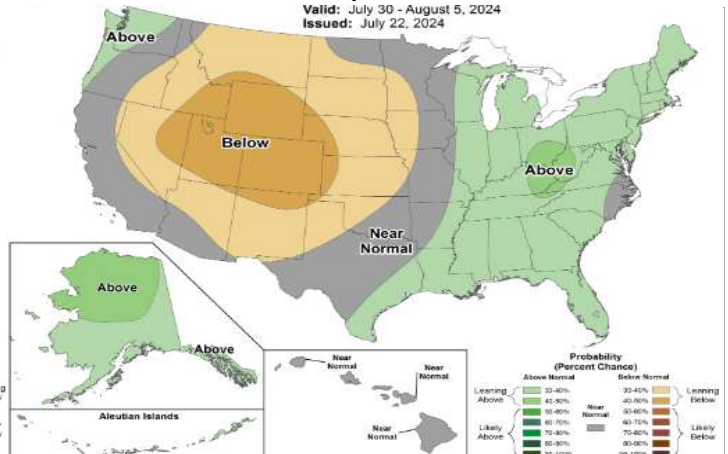 Valid: July 30 - August 5, 2024
Issued: July 22, 2024
Above
Below
Above
Near
Normal
Above
Above
Aleutian Islands
Near
Normal
Near
Normal
Near
Normal
Probability
(Percent Chance)
Above Normal
Below Normal
Leaning
Above
33-40%
40-50%
50-60%
60-70%
70-80%
80-90%
Near
Normal
33-40%
40-50%
50-60%
60-70%
70-80%
80-90%
Leaning
Below
Likely
Above
Likely
Below